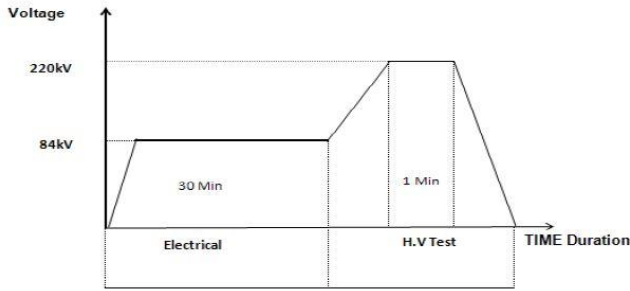 Voltage
220kV
84kV
30 Min
1 Min
Electrical
H.V Test
TIME Duration